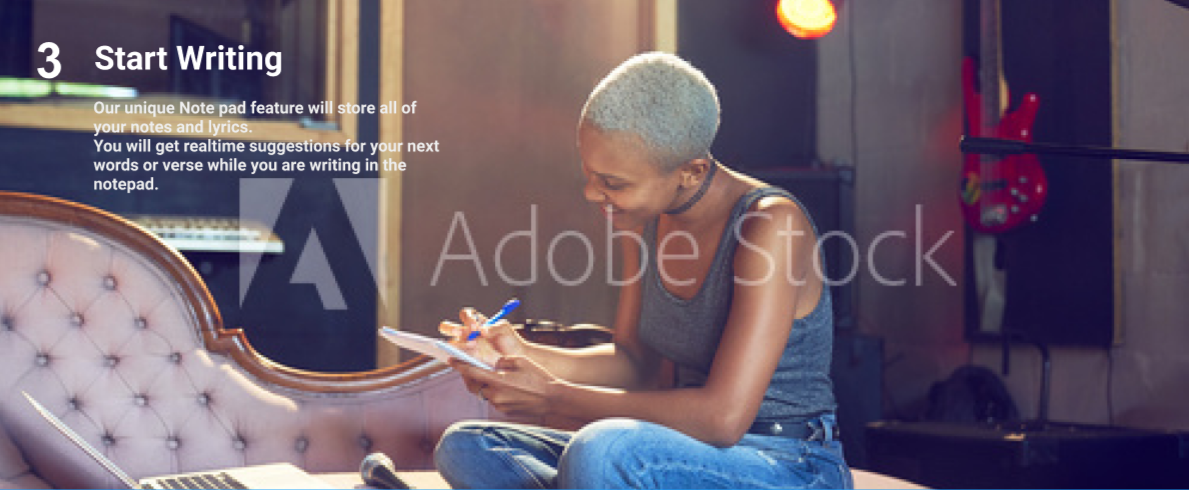 3 Start Writing
Our unique Note pad feature will store all of
your notes and lyrics.
You will get realtime suggestions for your next
words or verse while you are writing in the
notepad.
Adobe Stock